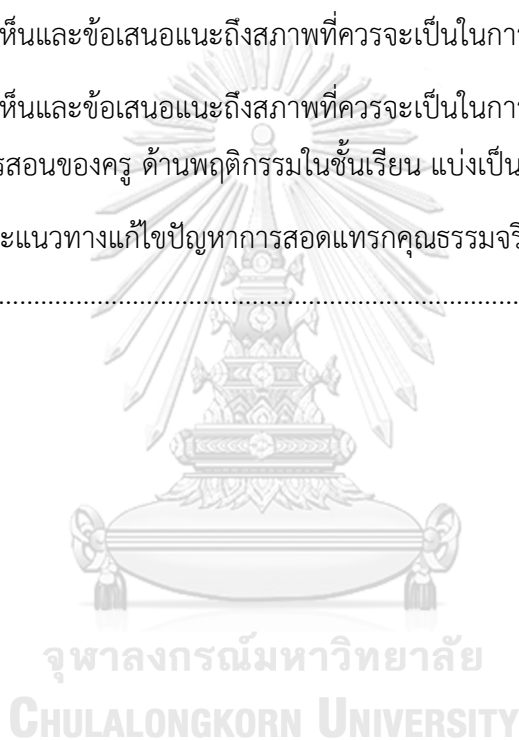 ห็นและข้อเสนอแนะถึงสภาพที่ควรจะเป็นในกา
ห็นและข้อเสนอแนะถึงสภาพที่ควรจะเป็นในกา
รสอนของครู ด้านพฤติกรรมในชั้นเรียน แบ่งเป็น
ะแนวทางแก้ไขปัญหาการสอดแทรกคุณธรรมจริ
................................................................................
จุฬาลงกรณ์มหาวิทยาลัย
CHULALONGKORN UNIVERSITY